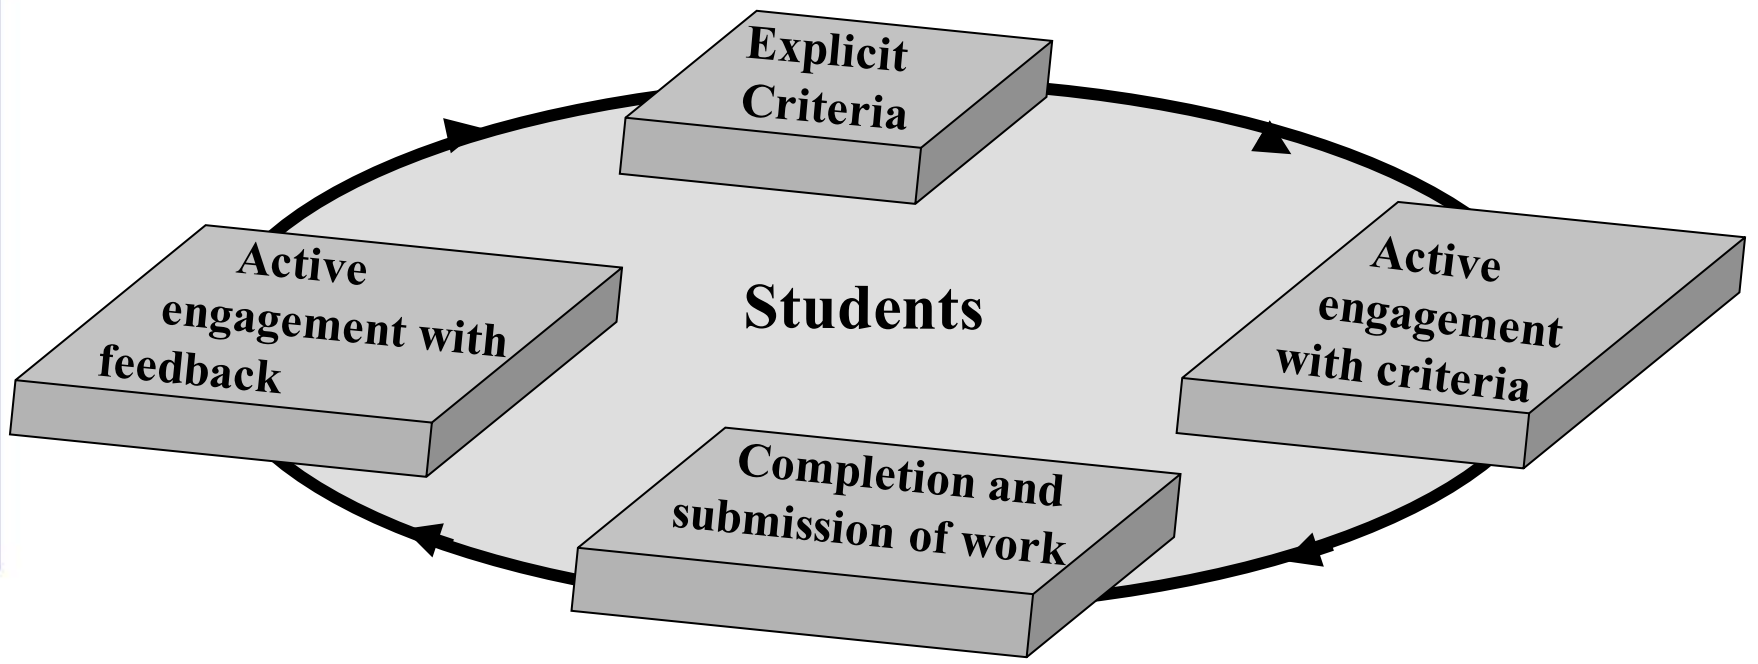 Explicit
Criteria
Active
engagement with
feedback
Students
Active
engagement
with criteria
Completion and
submission of work